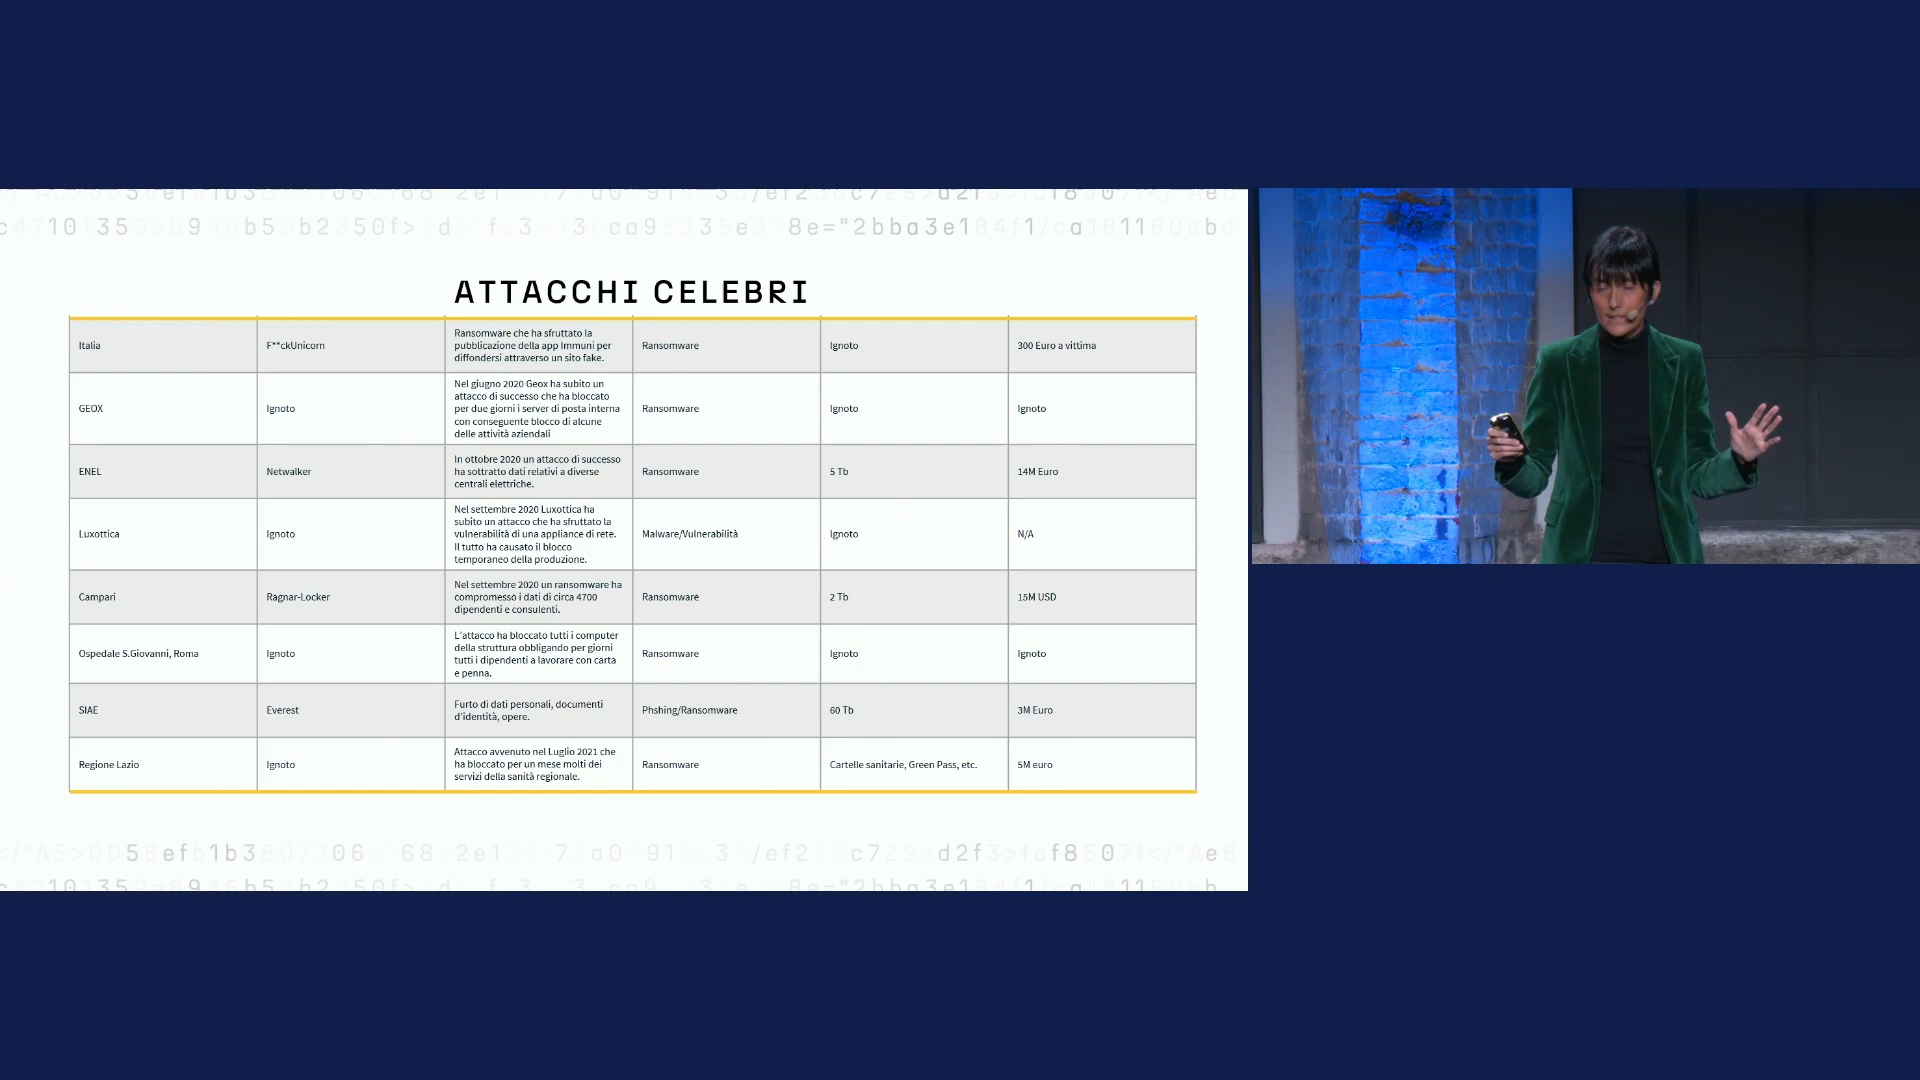 ATTACCHI CELEBRI
Italia
F**ckUnicorn
Ransomware che ha sfruttato la
pubblicazione della app Immuni per
diffondersi attraverso un sito fake.
Ransomware
Ignoto
300 Euro a vittima
GEOX
Ignoto
Nel giugno 2020 Geox ha subito un
attacco di successo che ha bloccato
per due giorni i server di posta interna
con conseguente blocco di alcune
delle attività aziendali
Ransomware
Ignoto
Ignoto
ENEL
Netwalker
In ottobre 2020 un attacco di successo
ha sottratto dati relativi a diverse
centrali elettriche.
Ransomware
5 Tb
14M Euro
Luxottica
Ignoto
Nel settembre 2020 Luxottica ha
subito un attacco che ha sfruttato la
vulnerabilità di una appliance di rete.
Il tutto ha causato il blocco
temporaneo della produzione.
Malware/Vulnerabilità
Ignoto
N/A
Campari
Ragnar-Locker
Nel settembre 2020 un ransomware ha
compromesso i dati di circa 4700
dipendenti e consulenti.
Ransomware
2 Tb
15M USD
Ospedale S.Giovanni, Roma
Ignoto
L'attacco ha bloccato tutti i computer
della struttura obbligando per giorni
tutti i dipendenti a lavorare con carta
e penna.
Ransomware
Ignoto
Ignoto
SIAE
Everest
Furto di dati personali, documenti
d'identità, opere.
Phshing/Ransomware
60 Tb
3M Euro
Regione Lazio
Ignoto
Attacco avvenuto nel Luglio 2021 che
ha bloccato per un mese molti dei
servizi della sanità regionale.
Ransomware
Cartelle sanitarie, Green Pass, etc.
5M euro